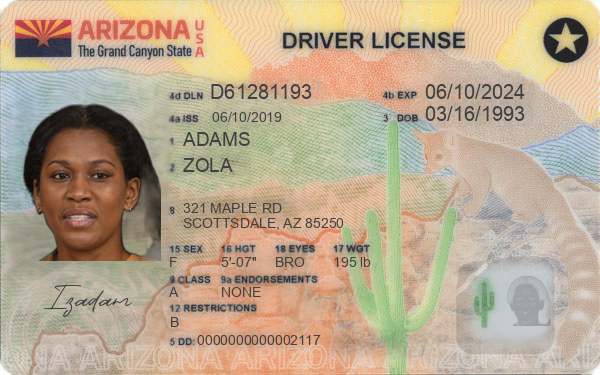 ARIZONA USA
The Grand Canyon State
DRIVER LICENSE
4d DLN D61281193
4b EXP 06/10/2024
4a ISS 06/10/2019
3 DOB 03/16/1993
1 ADAMS
2 ZOLA
8 321 MAPLE RD
SCOTTSDALE, AZ 85250
15 SEX 16 HGT 18 EYES 17 WGT
F 5'-07" BRO 195 lb
9 CLASS 9a ENDORSEMENTS
A NONE
12 RESTRICTIONS
B
Izadam
5 DD: 0000000000002117
ARIZONA ARIZONA ARIZONA ARIZONA